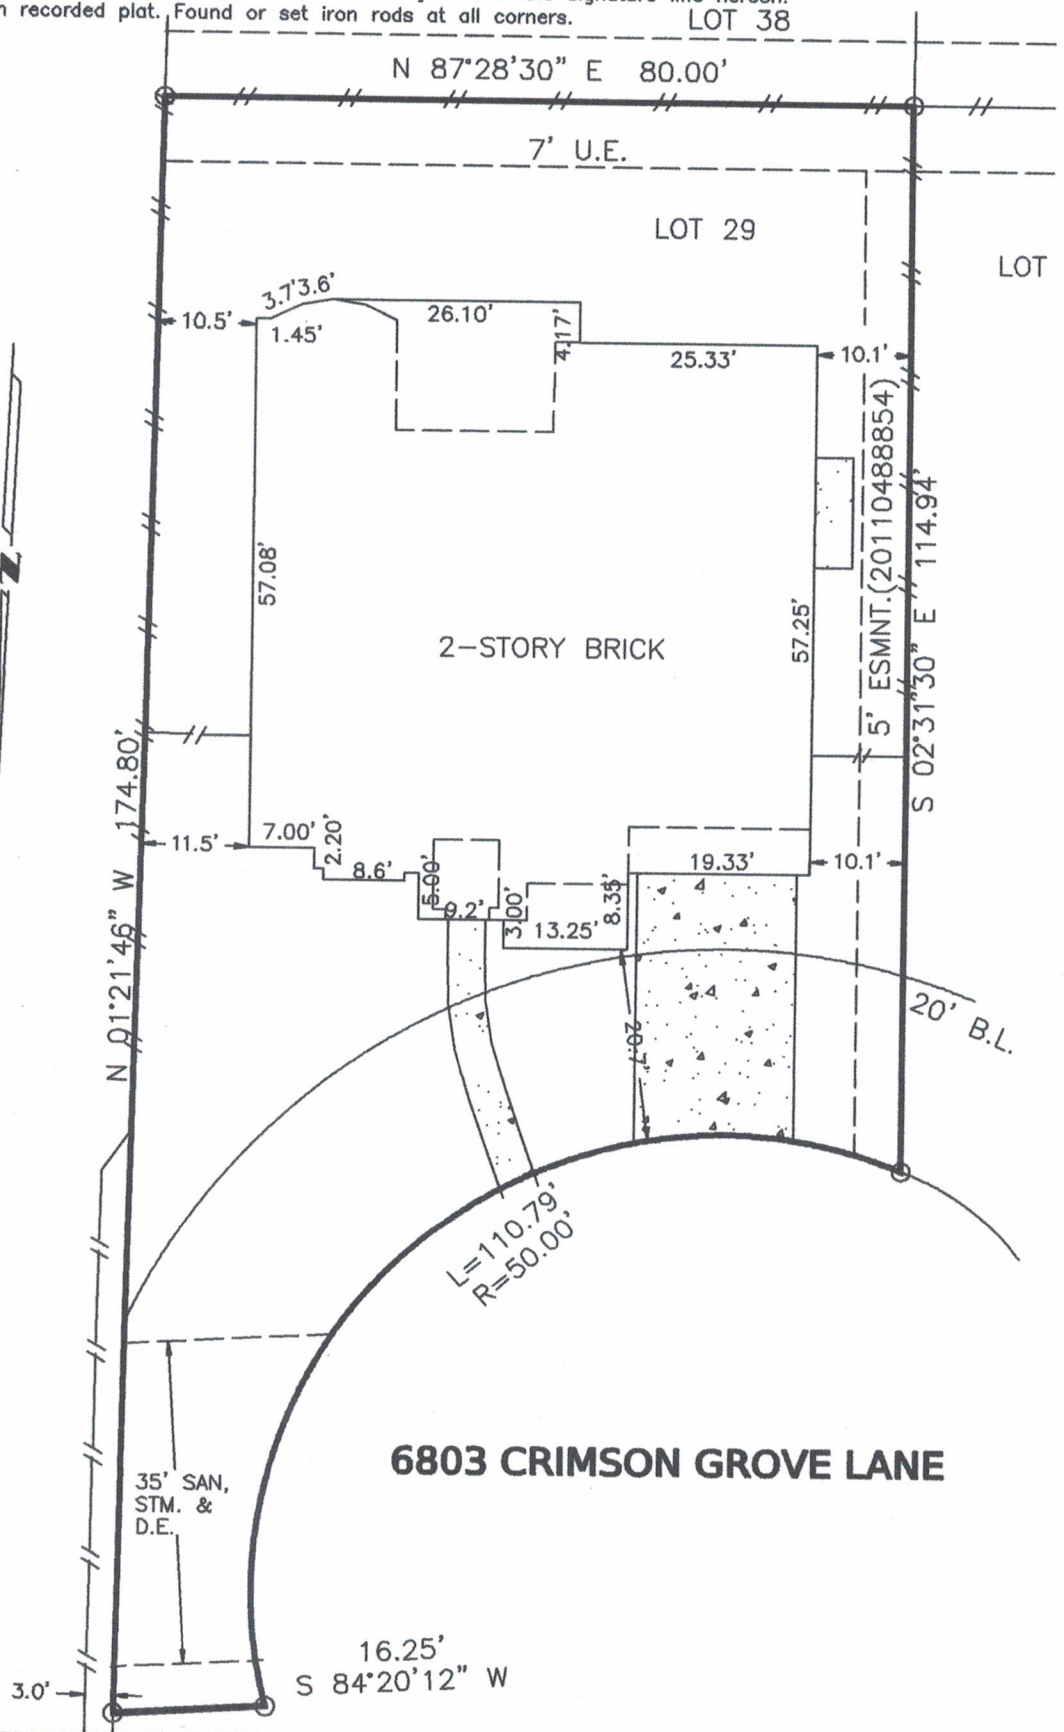 recorded plat. Found or set iron rods at all corners.
LOT 38
N 87°28'30" E 80.00'
7' U.E.
LOT 29
LOT
3.7'3.6'
26.10'
4.17'
10.5'
1.45'
25.33'
10.1'
5' ESMNT.(20110488854)
S 02°31'30" E 114.94'
57.08'
57.25'
N
2-STORY BRICK
N 01°21'46" W 174.80'
11.5'
7.00'
2.20'
8.6'
5.00'
9.2'
3.00'
13.25'
8.35'
19.33'
10.1'
20' B.L.
20.7'
L=110.79'
R=50.00'
6803 CRIMSON GROVE LANE
35' SAN,
STM. &
D.E.
16.25'
S 84°20'12" W
3.0'